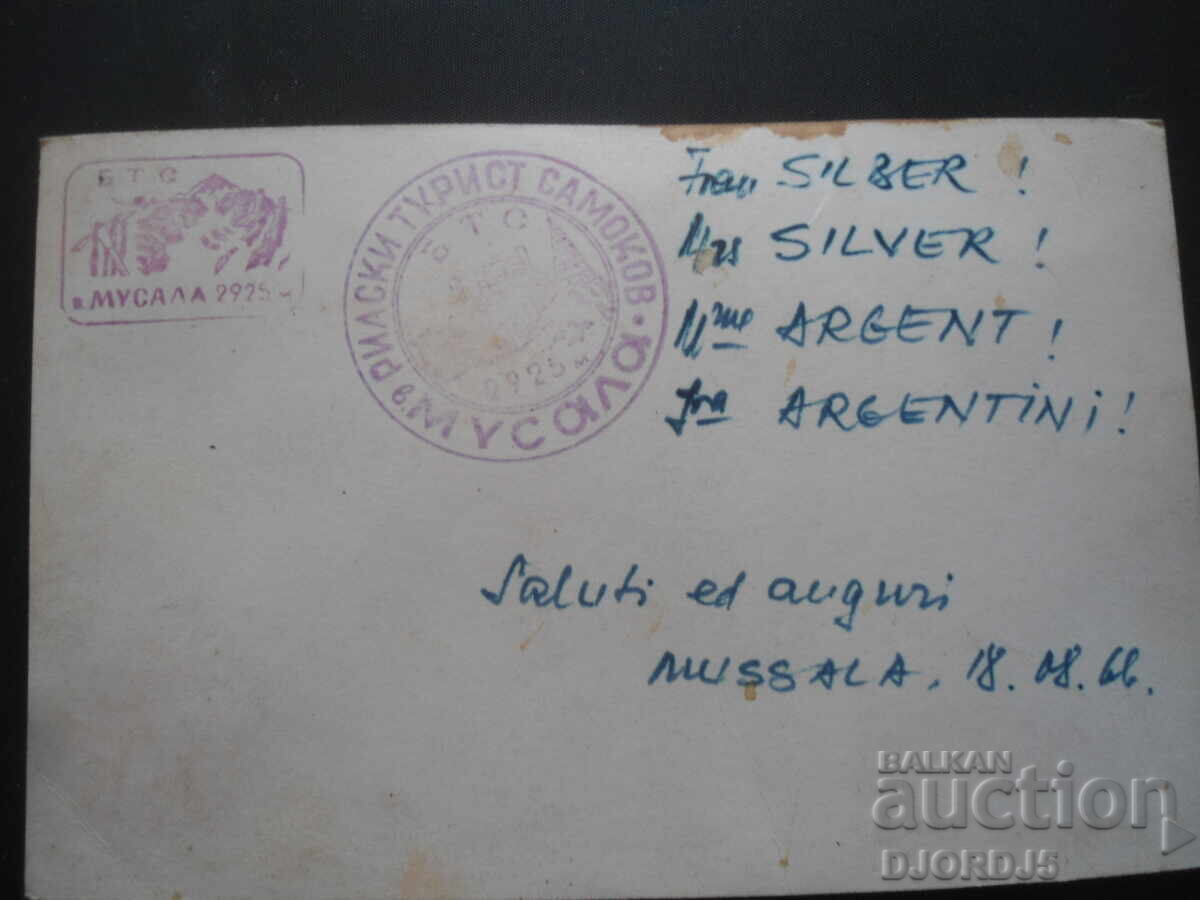 БТС
в. МУСАЛА 2925 м
РИЛСКИ ТУРИСТ САМОКОВ •
БТС
2925 м
в. МУСАЛА
Frau SILBER !
Mrs SILVER !
Mme ARGENT !
Sra ARGENTINI !
Saluti ed auguri
MUSSALA, 18. 08. 66.
BALKAN
auction
DJORDJ5